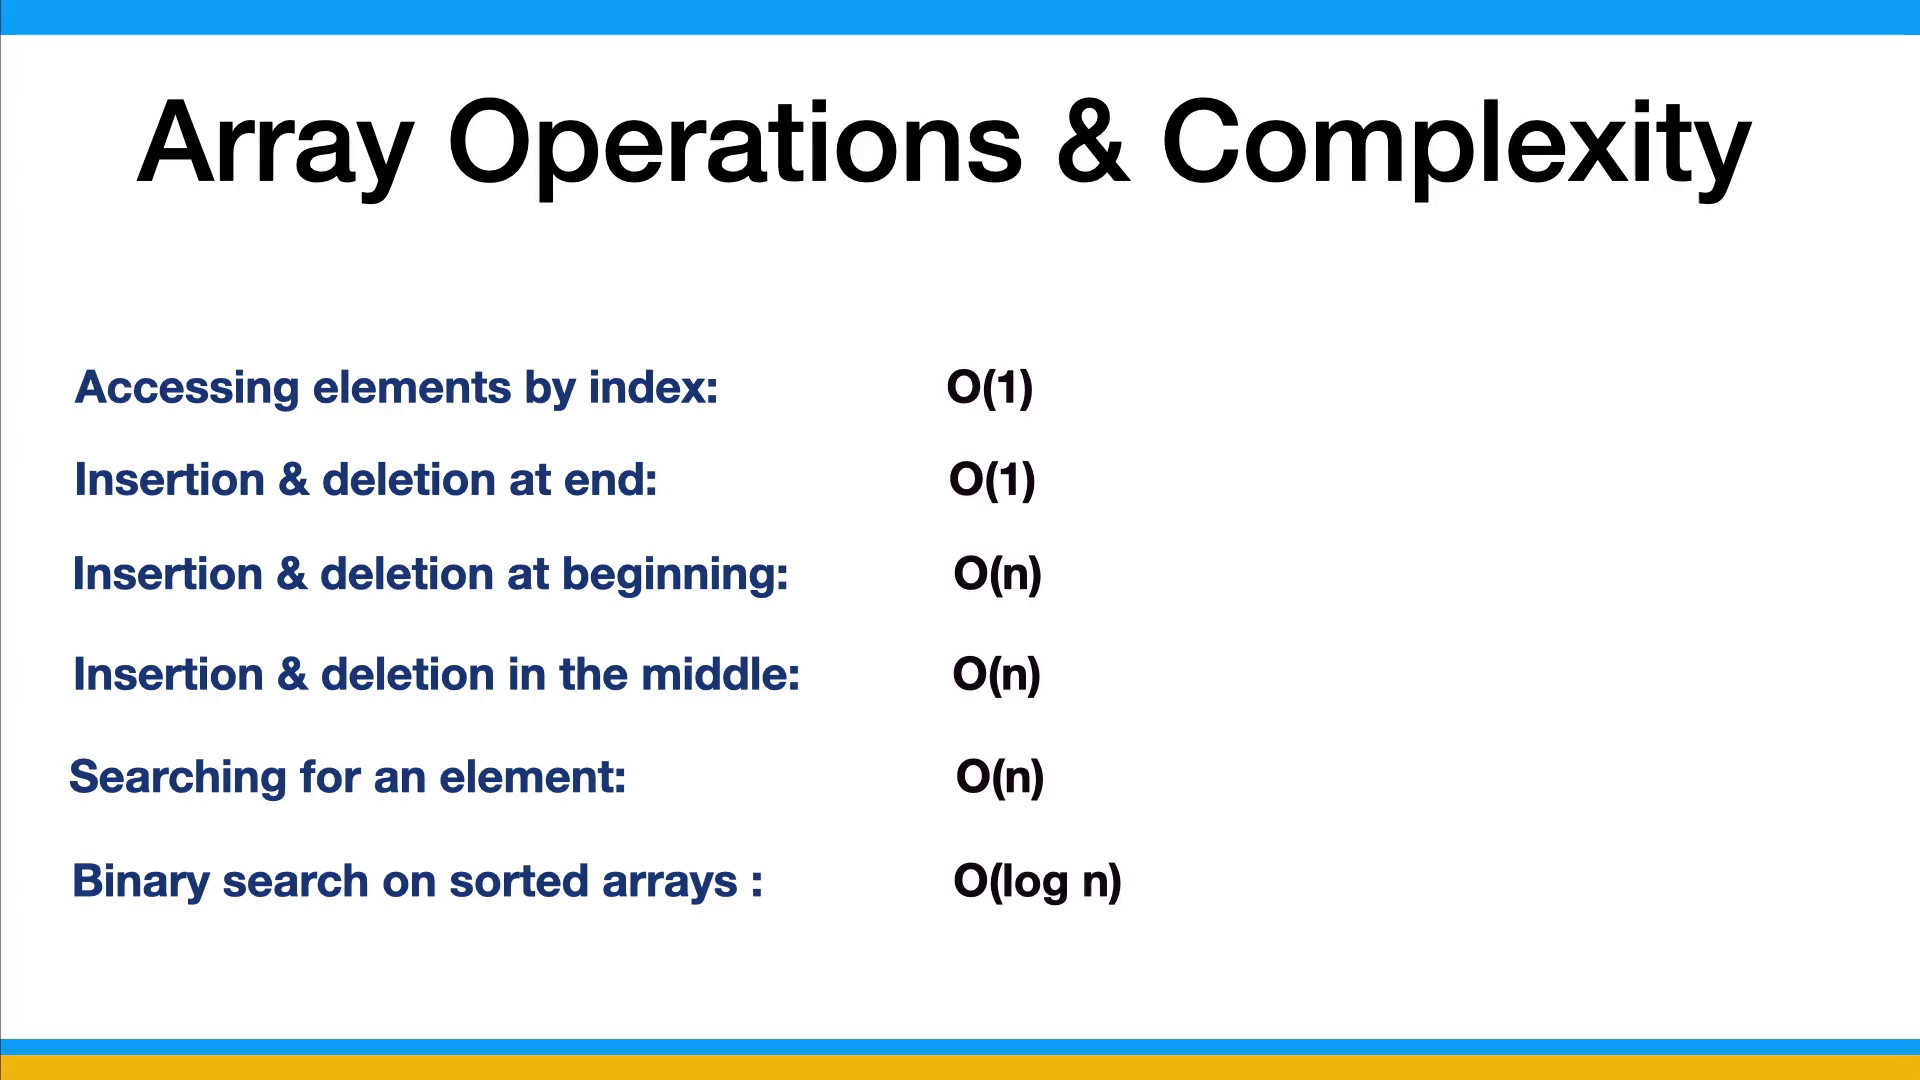 Array Operations & Complexity
Accessing elements by index: O(1)
Insertion & deletion at end: O(1)
Insertion & deletion at beginning: O(n)
Insertion & deletion in the middle: O(n)
Searching for an element: O(n)
Binary search on sorted arrays : O(log n)